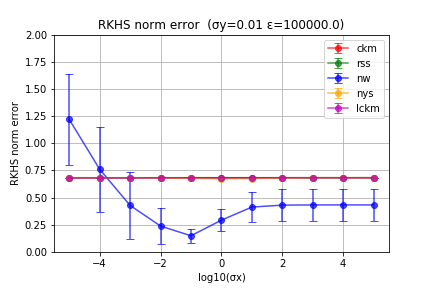 RKHS norm error (σy=0.01 ε=100000.0)
2.00
1.75
1.50
1.25
1.00
0.75
0.50
0.25
0.00
RKHS norm error
ckm
rss
nw
nys
lckm
−4
−2
0
2
4
log10(σx)